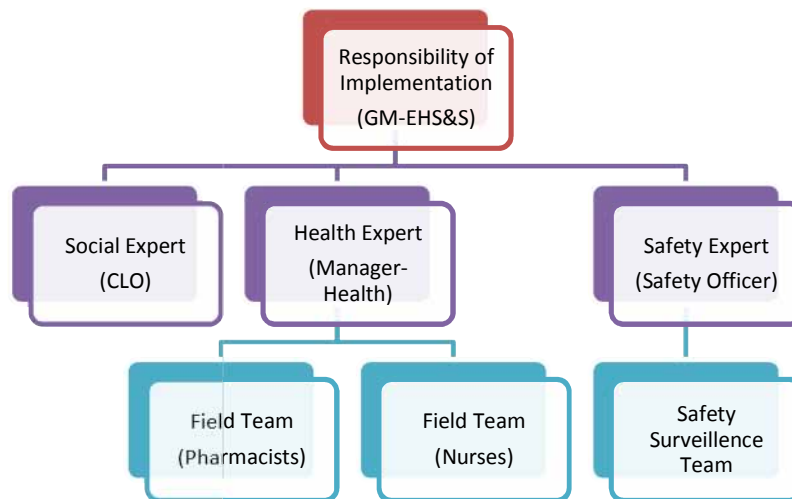 Responsibility of
Implementation
(GM-EHS&S)
Social Expert
(CLO)
Health Expert
(Manager-
Health)
Safety Expert
(Safety Officer)
Field Team
(Pharmacists)
Field Team
(Nurses)
Safety
Surveillence
Team